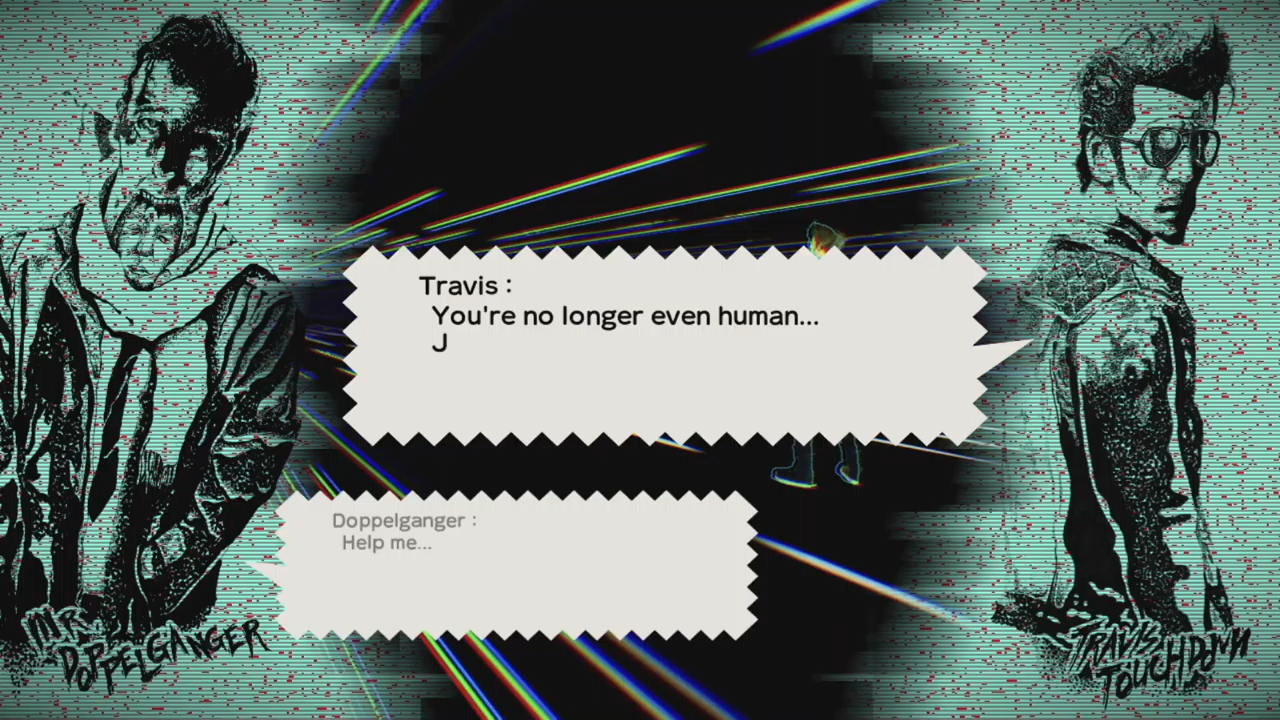 Travis :
You're no longer even human...
J
Doppelganger :
Help me...
MR.
DOPPELGANGER
TRAVIS
TOUCHDOWN